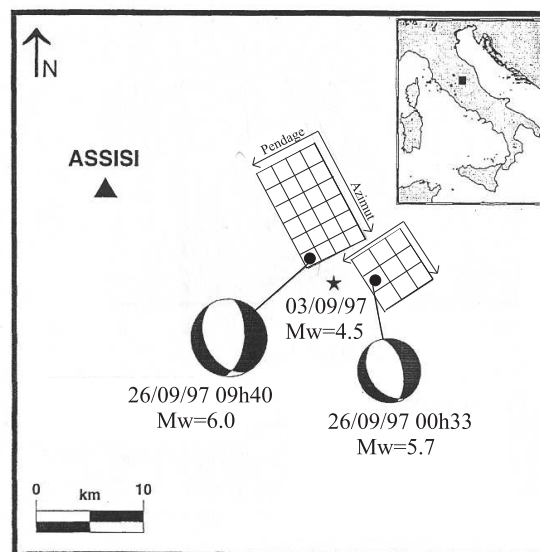 N
ASSISI
Pendage
Azimut
03/09/97
Mw=4.5
26/09/97 09h40
Mw=6.0
26/09/97 00h33
Mw=5.7
0 km 10